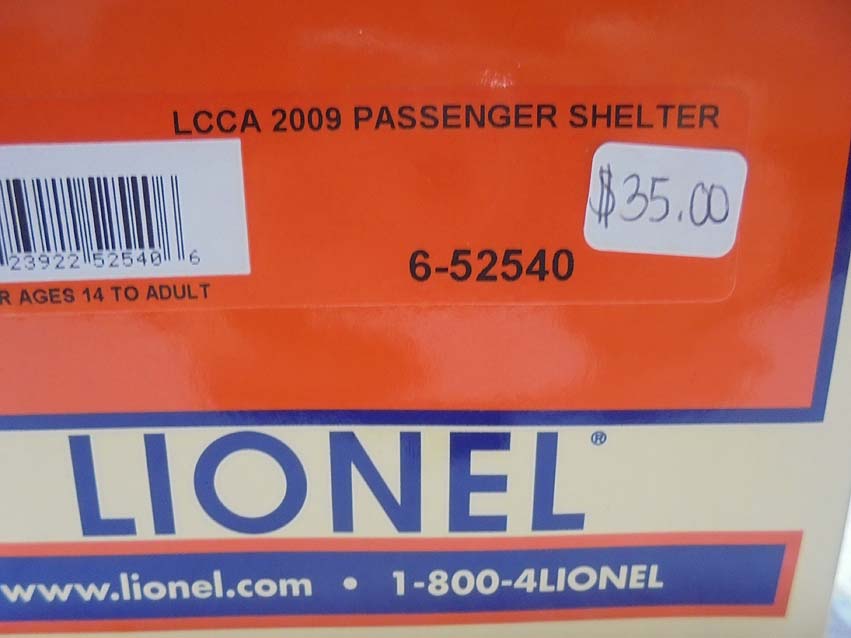 LCCA 2009 PASSENGER SHELTER
$35.00
23922 52540 6
6-52540
R AGES 14 TO ADULT
LIONEL®
www.lionel.com • 1-800-4LIONEL